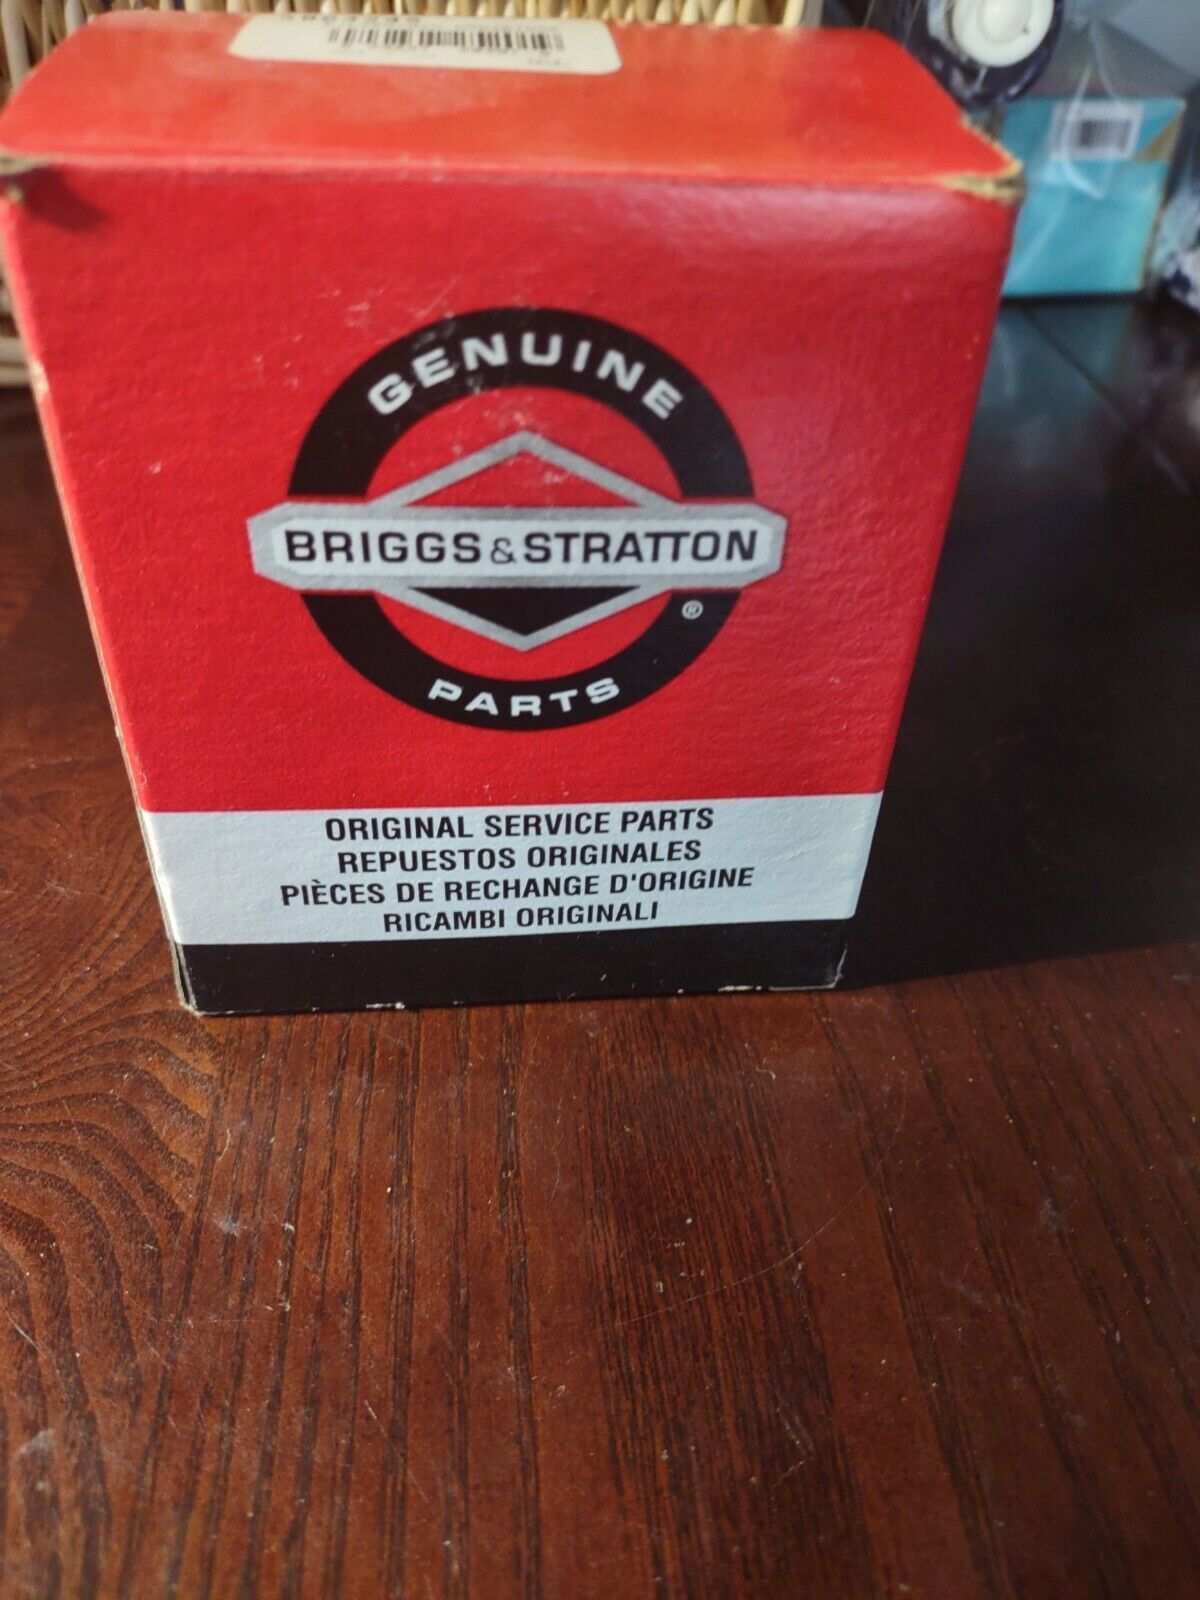 GENUINE
BRIGGS & STRATTON
®
PARTS
ORIGINAL SERVICE PARTS
REPUESTOS ORIGINALES
PIÈCES DE RECHANGE D'ORIGINE
RICAMBI ORIGINALI